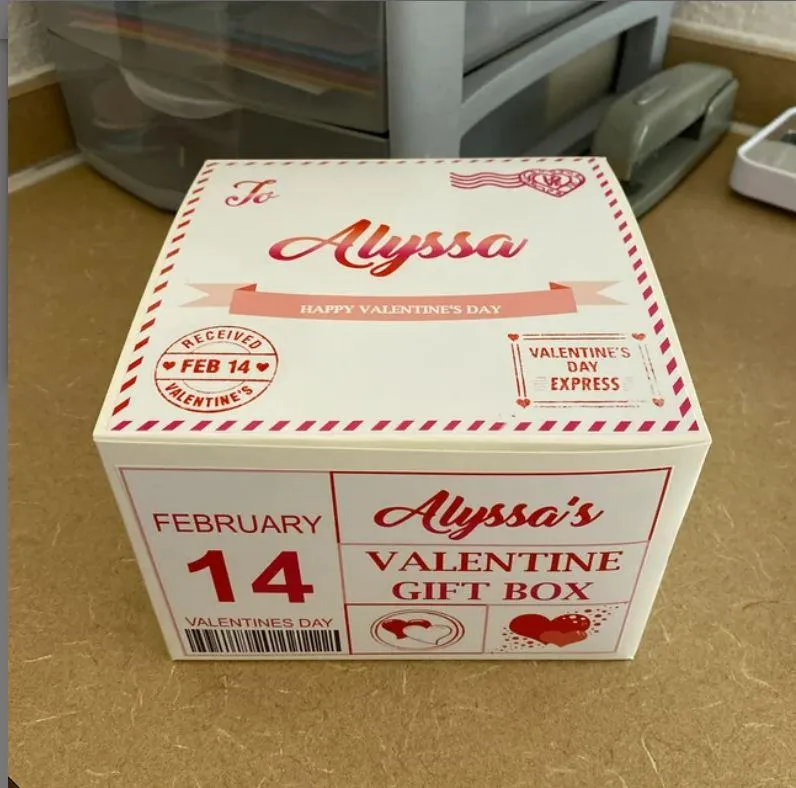 To
Alyssa
HAPPY VALENTINE'S DAY
RECEIVED
FEB 14
VALENTINE'S
VALENTINE'S
DAY
EXPRESS
FEBRUARY
14
VALENTINES DAY
Alyssa's
VALENTINE
GIFT BOX